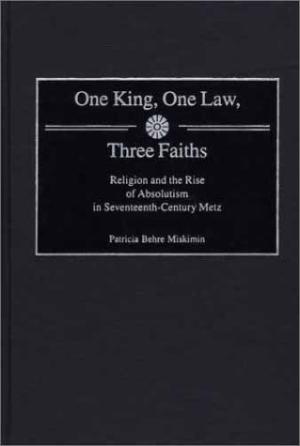 One King, One Law,
Three Faiths
Religion and the Rise
of Absolutism
in Seventeenth-Century Metz
Patricia Behre Miskimin